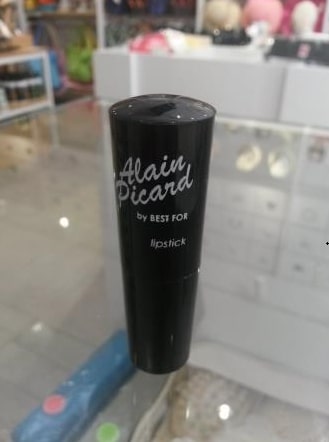 Alain
Picard
by BEST FOR
lipstick